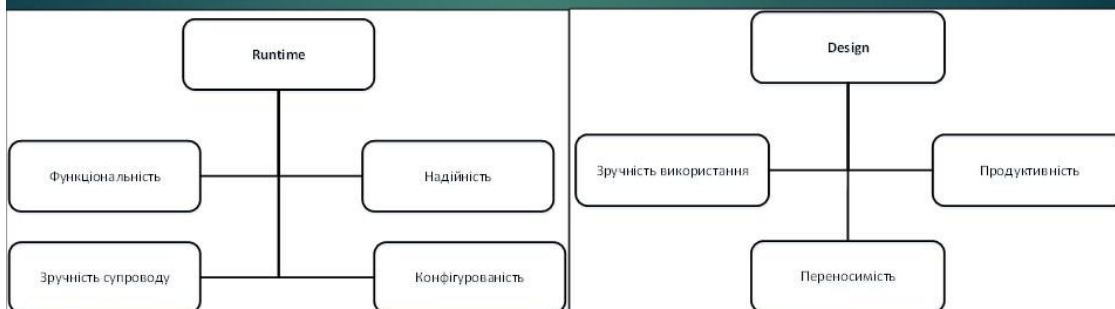 Runtime
Функціональність
Надійність
Зручність супроводу
Конфігурованість
Design
Зручність використання
Продуктивність
Переносимість